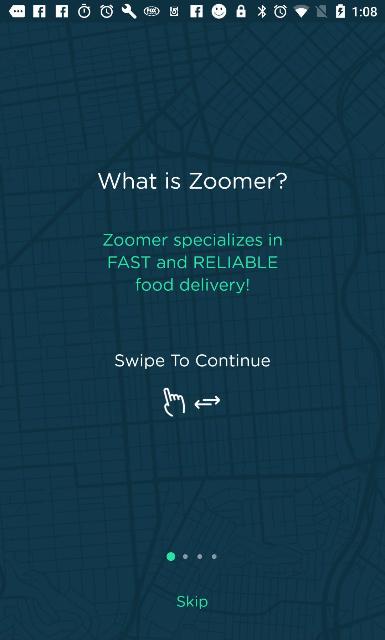 1:08
What is Zoomer?
Zoomer specializes in
FAST and RELIABLE
food delivery!
Swipe To Continue
Skip